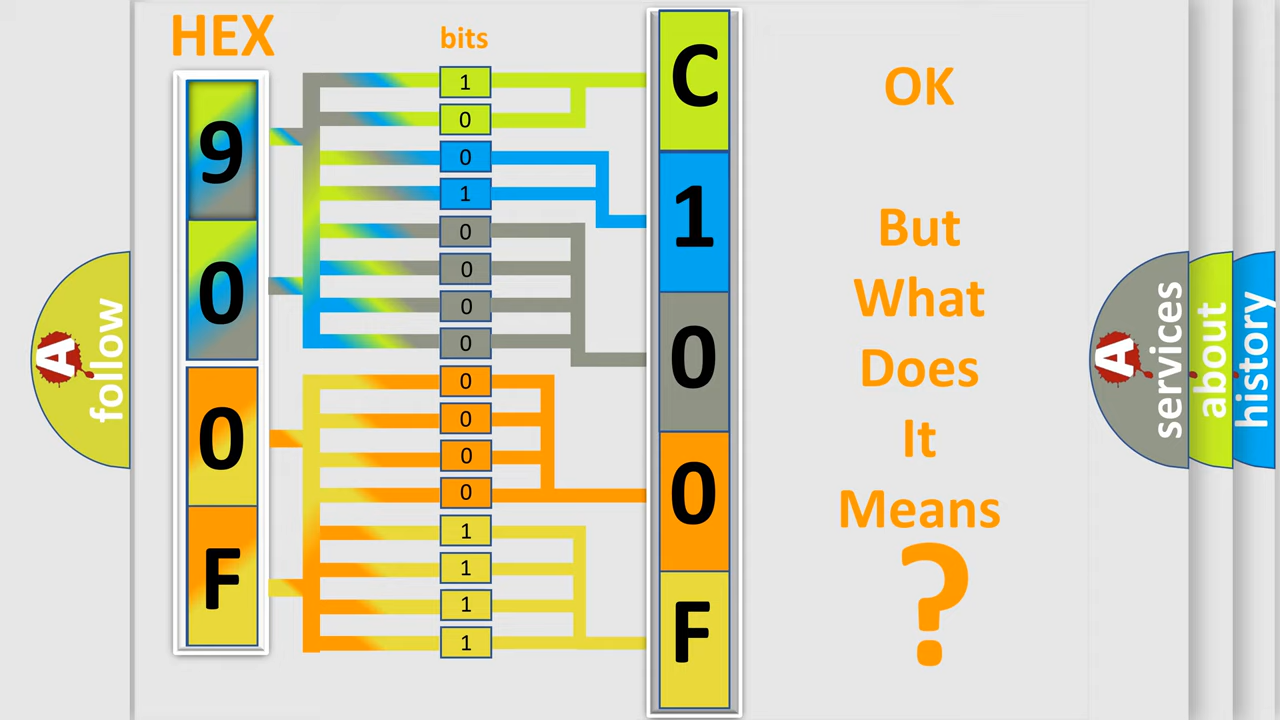 HEX
bits
9
0
0
F
1
0
0
1
0
0
0
0
0
0
0
0
1
1
1
1
C
1
0
0
F
OK
But
What
Does
It
Means
?
A
follow
A
services
about
history